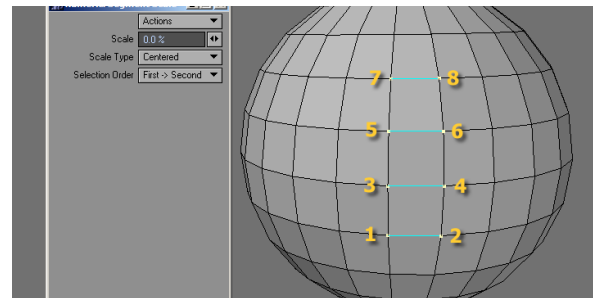 Actions
Scale 0.0 %
Scale Type Centered
Selection Order First -> Second
7 8
5 6
3 4
1 2